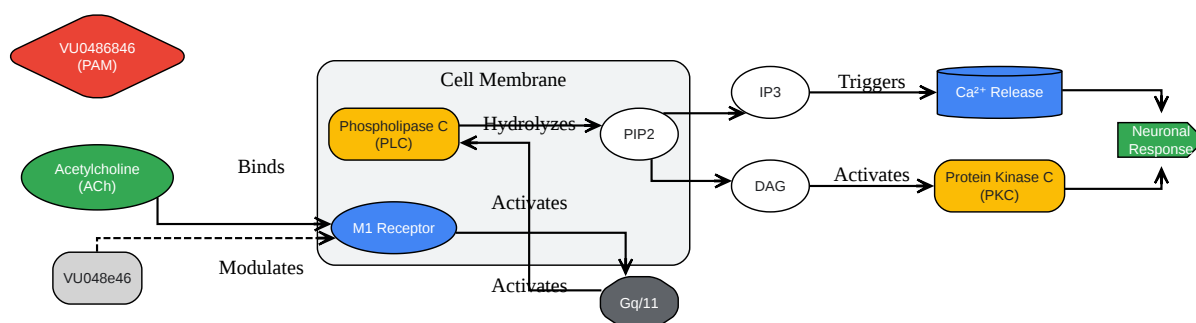 VU0486846
(PAM)
Cell Membrane
IP3
Triggers
Ca²⁺ Release
Phospholipase C
(PLC)
Hydrolyzes
PIP2
Neuronal
Response
Acetylcholine
(ACh)
Binds
DAG
Activates
Protein Kinase C
(PKC)
Activates
M1 Receptor
Modulates
VU048e46
Activates
Gq/11